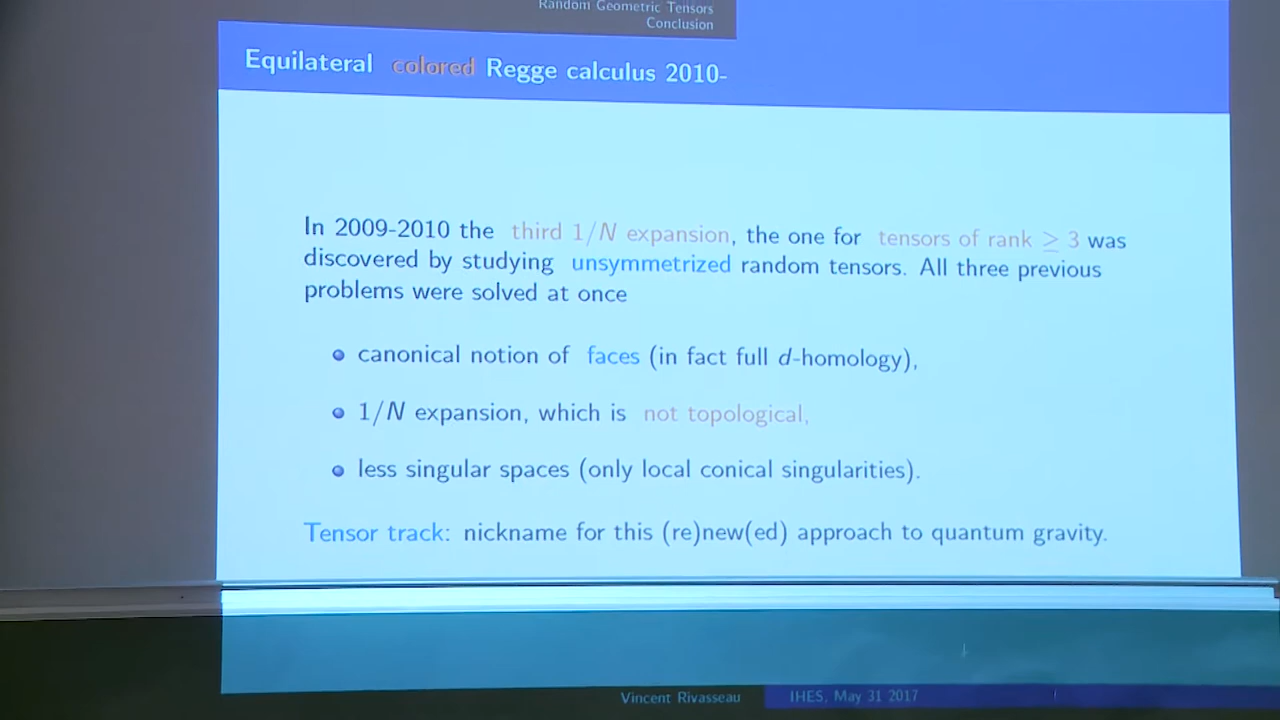 Random Geometric Tensors
Conclusion
Equilateral colored Regge calculus 2010-
In 2009-2010 the third 1/N expansion, the one for tensors of rank ≥ 3 was
discovered by studying unsymmetrized random tensors. All three previous
problems were solved at once
canonical notion of faces (in fact full d-homology),
1/N expansion, which is not topological,
less singular spaces (only local conical singularities).
Tensor track: nickname for this (re)new(ed) approach to quantum gravity.
Vincent Rivasseau
IHES, May 31 2017